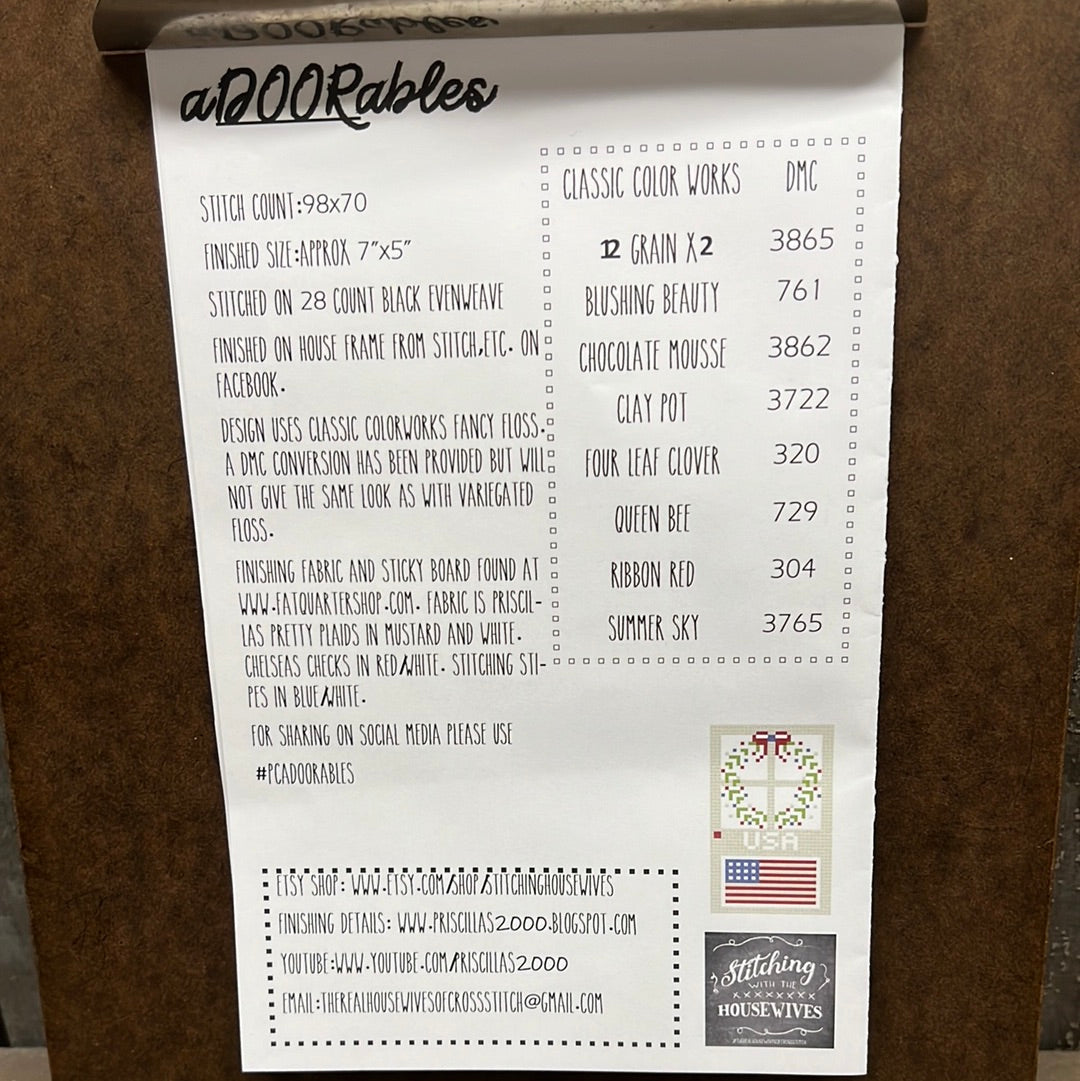 aDOORables
STITCH COUNT:98x70
FINISHED SIZE:APPROX 7"x5"
STITCHED ON 28 COUNT BLACK EVENWEAVE
FINISHED ON HOUSE FRAME FROM STITCH,ETC. ON
FACEBOOK.
DESIGN USES CLASSIC COLORWORKS FANCY FLOSS.
A DMC CONVERSION HAS BEEN PROVIDED BUT WILL
NOT GIVE THE SAME LOOK AS WITH VARIEGATED
FLOSS.
FINISHING FABRIC AND STICKY BOARD FOUND AT
WWW.FATQUARTERSHOP.COM. FABRIC IS PRISCIL-
LAS PRETTY PLAIDS IN MUSTARD AND WHITE.
CHELSEAS CHECKS IN RED/WHITE. STITCHING STI-
PES IN BLUE/WHITE.
FOR SHARING ON SOCIAL MEDIA PLEASE USE
#PCADOORABLES
CLASSIC COLOR WORKS DMC
12 GRAIN X2 3865
BLUSHING BEAUTY 761
CHOCOLATE MOUSSE 3862
CLAY POT 3722
FOUR LEAF CLOVER 320
QUEEN BEE 729
RIBBON RED 304
SUMMER SKY 3765
USA
ETSY SHOP: WWW.ETSY.COM/SHOP/STITCHINGHOUSEWIVES
FINISHING DETAILS: WWW.PRISCILLAS2000.BLOGSPOT.COM
YOUTUBE:WWW.YOUTUBE.COM/PRISCILLAS2000
EMAIL:THEREALHOUSEWIVESOFCROSSSTITCH@GMAIL.COM
Stitching
WITH THE
XXXXXXXX
HOUSEWIVES